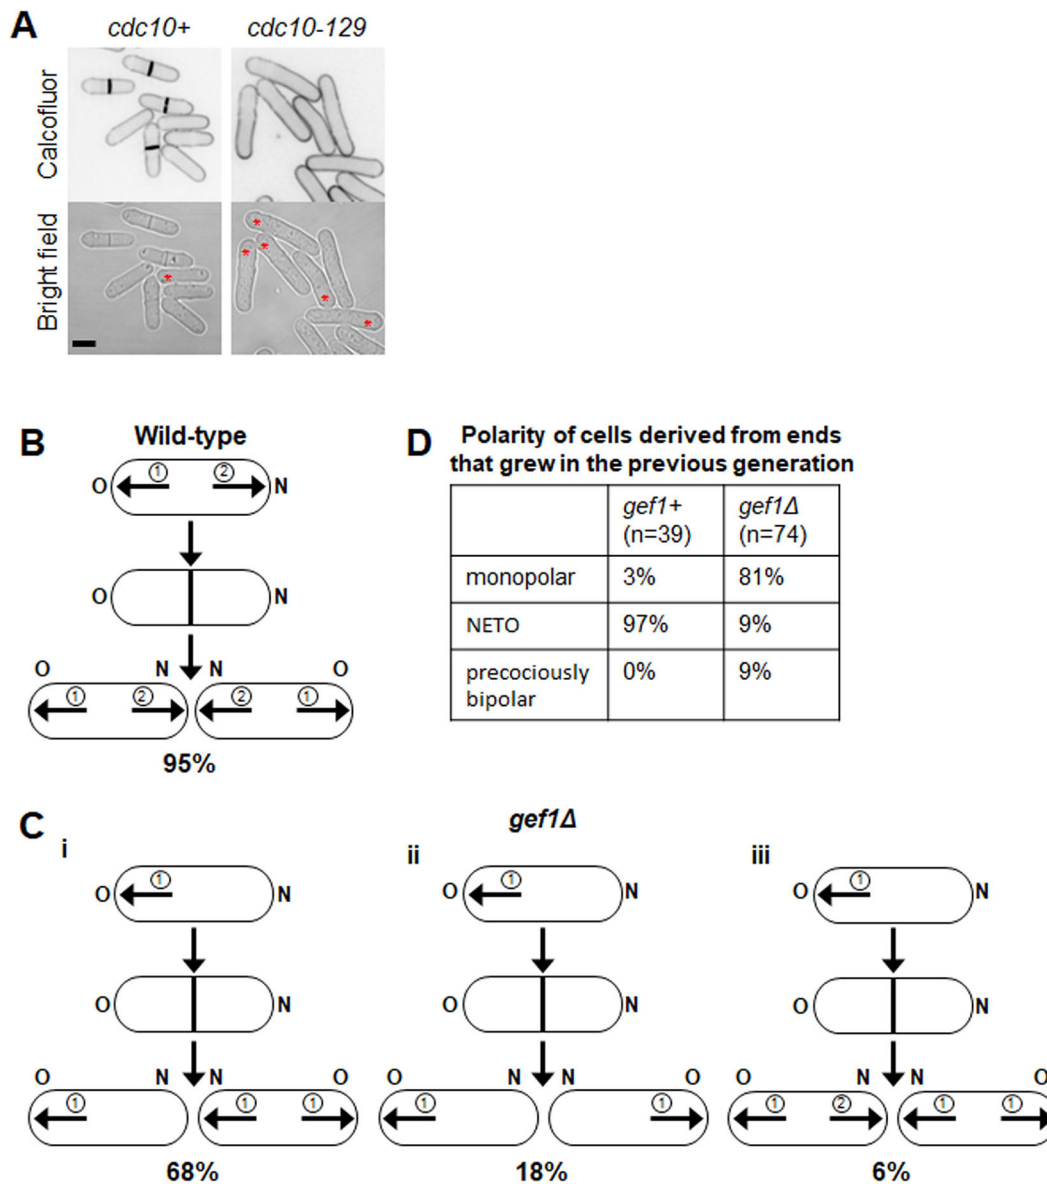 A
cdc10+
cdc10-129
Calcofluor
Bright field
*
* * * * *
B
Wild-type
O 1 2 N
O N
O N N O
1 2 2 1
95%
D
Polarity of cells derived from ends
that grew in the previous generation
gef1+ gef1Δ
(n=39) (n=74)
monopolar 3% 81%
NETO 97% 9%
precociously 0% 9%
bipolar
C
gef1Δ
i
O 1 N
O N
O N N O
1 1 1
68%
ii
O 1 N
O N
O N N O
1 1
18%
iii
O 1 N
O N
O N N O
1 2 1 1
6%